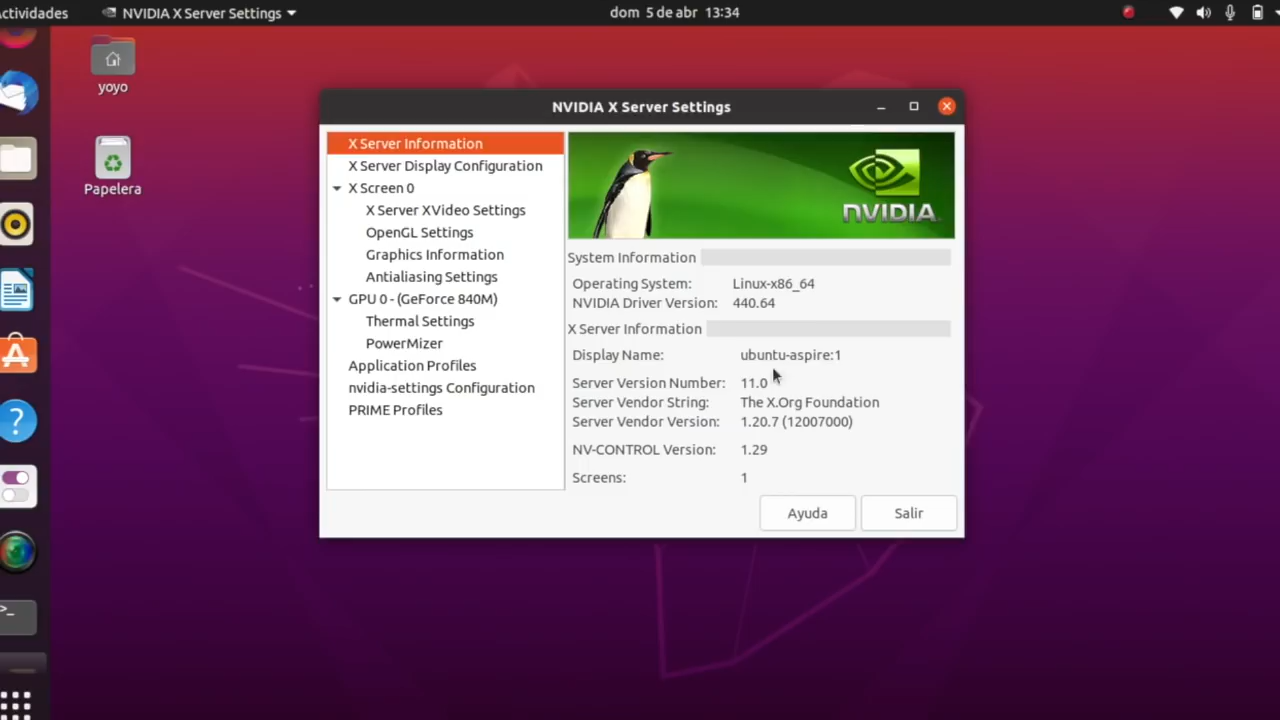 Actividades
NVIDIA X Server Settings
dom 5 de abr 13:34
yoyo
Papelera
NVIDIA X Server Settings
X Server Information
X Server Display Configuration
X Screen 0
X Server XVideo Settings
OpenGL Settings
Graphics Information
Antialiasing Settings
GPU 0 - (GeForce 840M)
Thermal Settings
PowerMizer
Application Profiles
nvidia-settings Configuration
PRIME Profiles
NVIDIA
System Information
Operating System: Linux-x86_64
NVIDIA Driver Version: 440.64
X Server Information
Display Name: ubuntu-aspire:1
Server Version Number: 11.0
Server Vendor String: The X.Org Foundation
Server Vendor Version: 1.20.7 (12007000)
NV-CONTROL Version: 1.29
Screens: 1
Ayuda
Salir